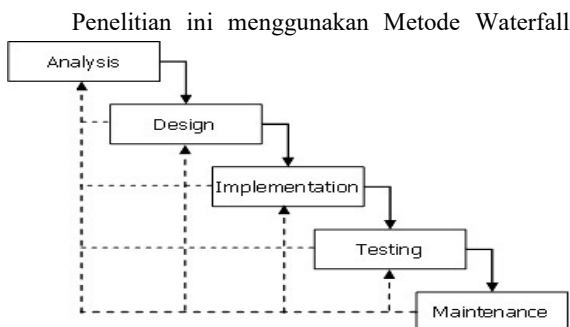 Penelitian ini menggunakan Metode Waterfall
Analysis
Design
Implementation
Testing
Maintenance